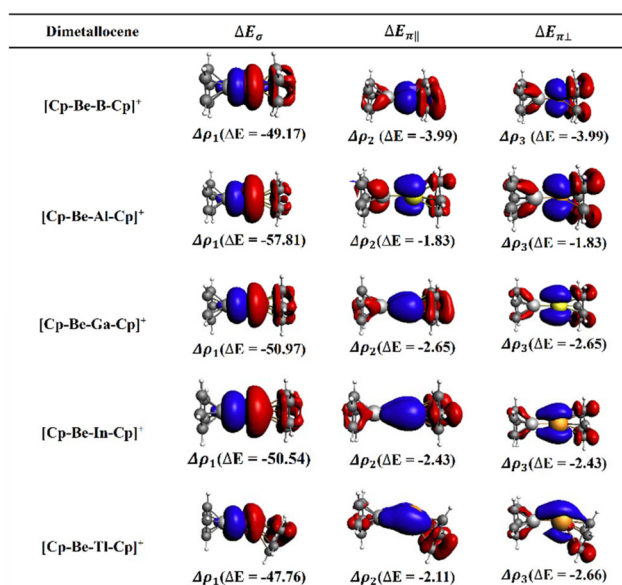 Dimetallocene ΔE_σ ΔE_π∥ ΔE_π⊥
[Cp-Be-B-Cp]⁺
Δρ₁(ΔE = -49.17) Δρ₂(ΔE = -3.99) Δρ₃ (ΔE = -3.99)
[Cp-Be-Al-Cp]⁺
Δρ₁(ΔE = -57.81) Δρ₂(ΔE = -1.83) Δρ₃(ΔE = -1.83)
[Cp-Be-Ga-Cp]⁺
Δρ₁(ΔE = -50.97) Δρ₂(ΔE = -2.65) Δρ₃(ΔE = -2.65)
[Cp-Be-In-Cp]⁺
Δρ₁(ΔE = -50.54) Δρ₂(ΔE = -2.43) Δρ₃(ΔE = -2.43)
[Cp-Be-Tl-Cp]⁺
Δρ₁(ΔE = -47.76) Δρ₂(ΔE = -2.11) Δρ₃(ΔE = -2.66)